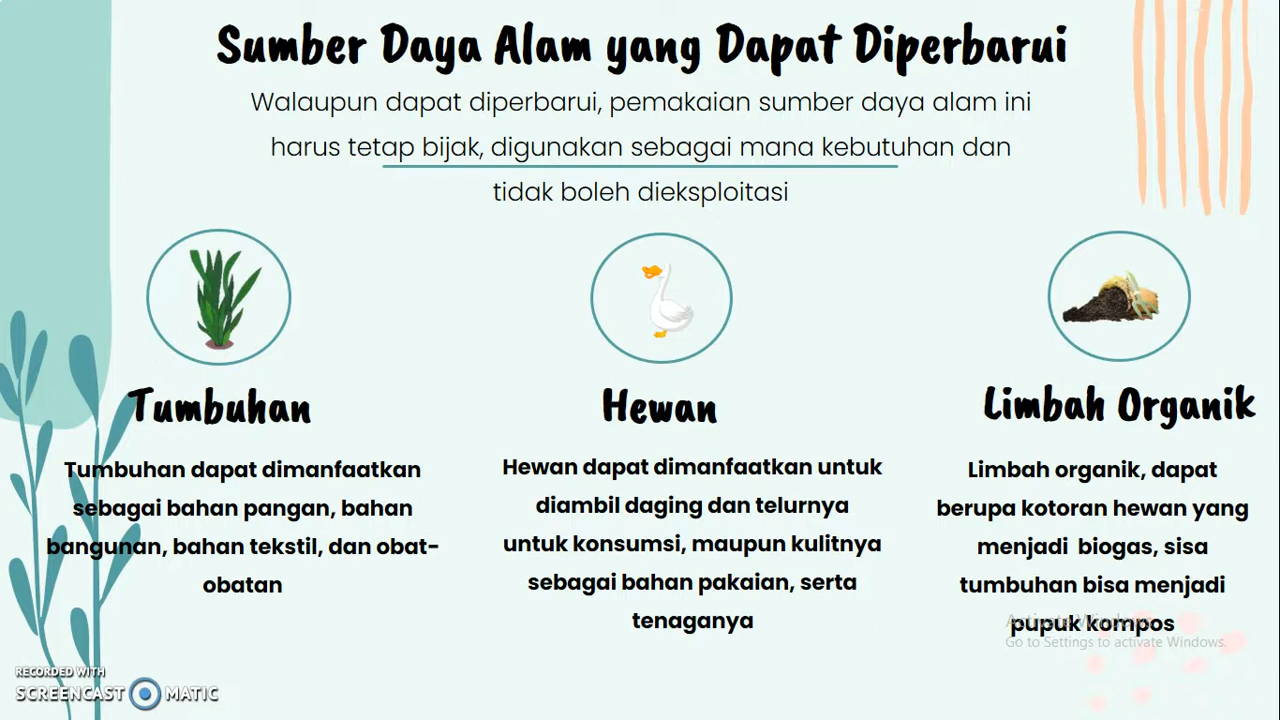 Sumber Daya Alam yang Dapat Diperbarui
Walaupun dapat diperbarui, pemakaian sumber daya alam ini
harus tetap bijak, digunakan sebagai mana kebutuhan dan
tidak boleh dieksploitasi
Tumbuhan
Tumbuhan dapat dimanfaatkan
sebagai bahan pangan, bahan
bangunan, bahan tekstil, dan obat-
obatan
Hewan
Hewan dapat dimanfaatkan untuk
diambil daging dan telurnya
untuk konsumsi, maupun kulitnya
sebagai bahan pakaian, serta
tenaganya
Limbah Organik
Limbah organik, dapat
berupa kotoran hewan yang
menjadi biogas, sisa
tumbuhan bisa menjadi
pupuk kompos
Activate Windows
Go to Settings to activate Windows.
RECORDED WITH
SCREENCAST MATIC